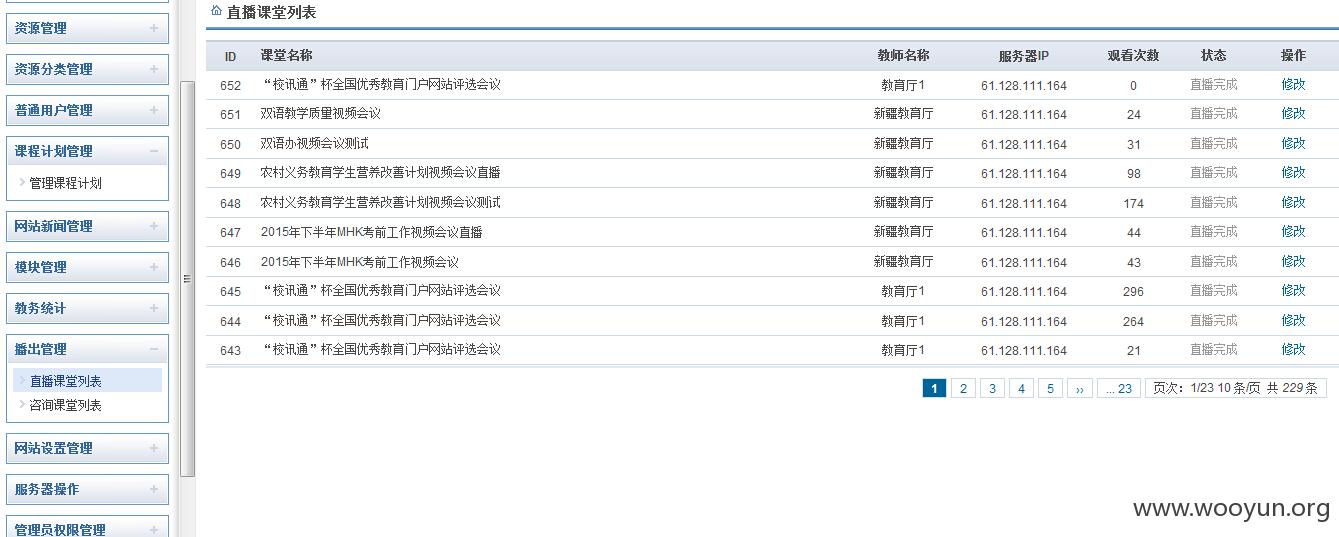 资源管理
资源分类管理
普通用户管理
课程计划管理
管理课程计划
网站新闻管理
模块管理
教务统计
播出管理
直播课堂列表
咨询课堂列表
网站设置管理
服务器操作
管理员权限管理
直播课堂列表
ID 课堂名称 教师名称 服务器IP 观看次数 状态 操作
652 “校讯通”杯全国优秀教育门户网站评选会议 教育厅1 61.128.111.164 0 直播完成 修改
651 双语教学质量视频会议 新疆教育厅 61.128.111.164 24 直播完成 修改
650 双语办视频会议测试 新疆教育厅 61.128.111.164 31 直播完成 修改
649 农村义务教育学生营养改善计划视频会议直播 新疆教育厅 61.128.111.164 98 直播完成 修改
648 农村义务教育学生营养改善计划视频会议测试 新疆教育厅 61.128.111.164 174 直播完成 修改
647 2015年下半年MHK考前工作视频会议直播 新疆教育厅 61.128.111.164 44 直播完成 修改
646 2015年下半年MHK考前工作视频会议 新疆教育厅 61.128.111.164 43 直播完成 修改
645 “校讯通”杯全国优秀教育门户网站评选会议 教育厅1 61.128.111.164 296 直播完成 修改
644 “校讯通”杯全国优秀教育门户网站评选会议 教育厅1 61.128.111.164 264 直播完成 修改
643 “校讯通”杯全国优秀教育门户网站评选会议 教育厅1 61.128.111.164 21 直播完成 修改
1 2 3 4 5 ›› ... 23 页次：1/23 10条/页 共 229 条
www.wooyun.org